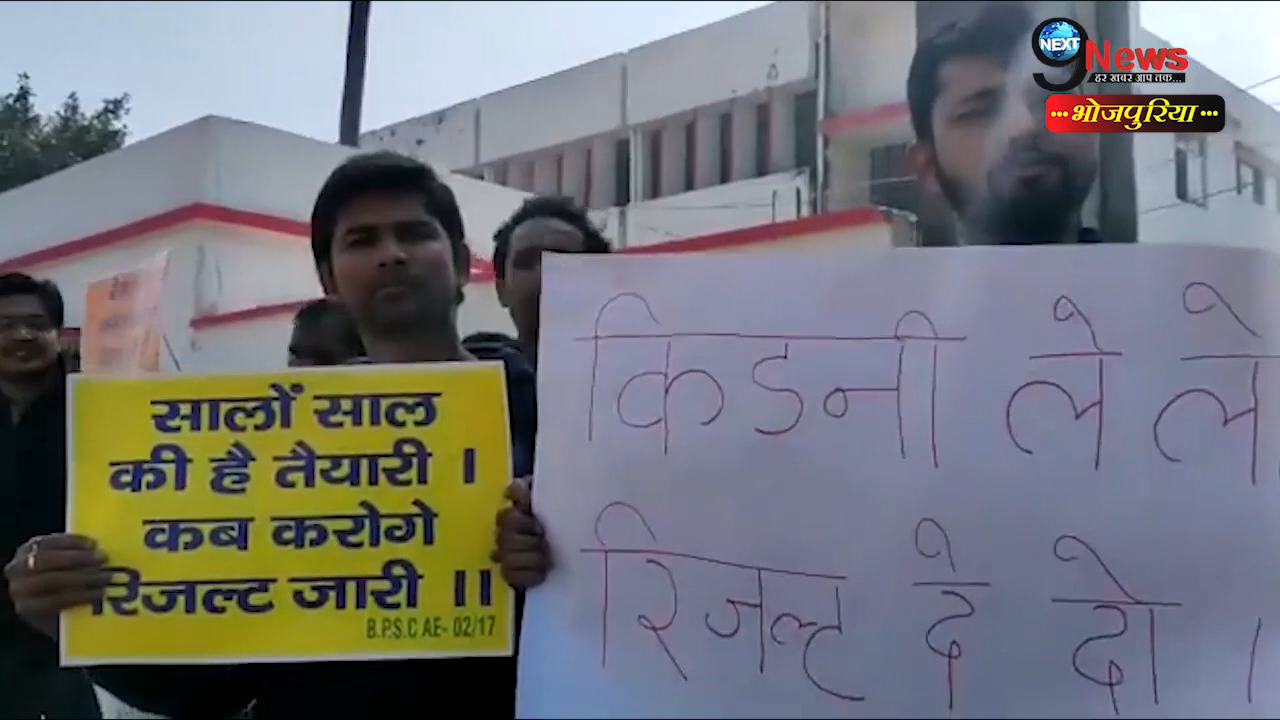 NEXT
9 News
हर खबर आप तक...
...भोजपुरिया...
सालों साल
की है तैयारी ।
कब करोगे
रिजल्ट जारी ।।
B.P.S.C AE- 02/17
किडनी ले ले
रिजल्ट दे दो ।